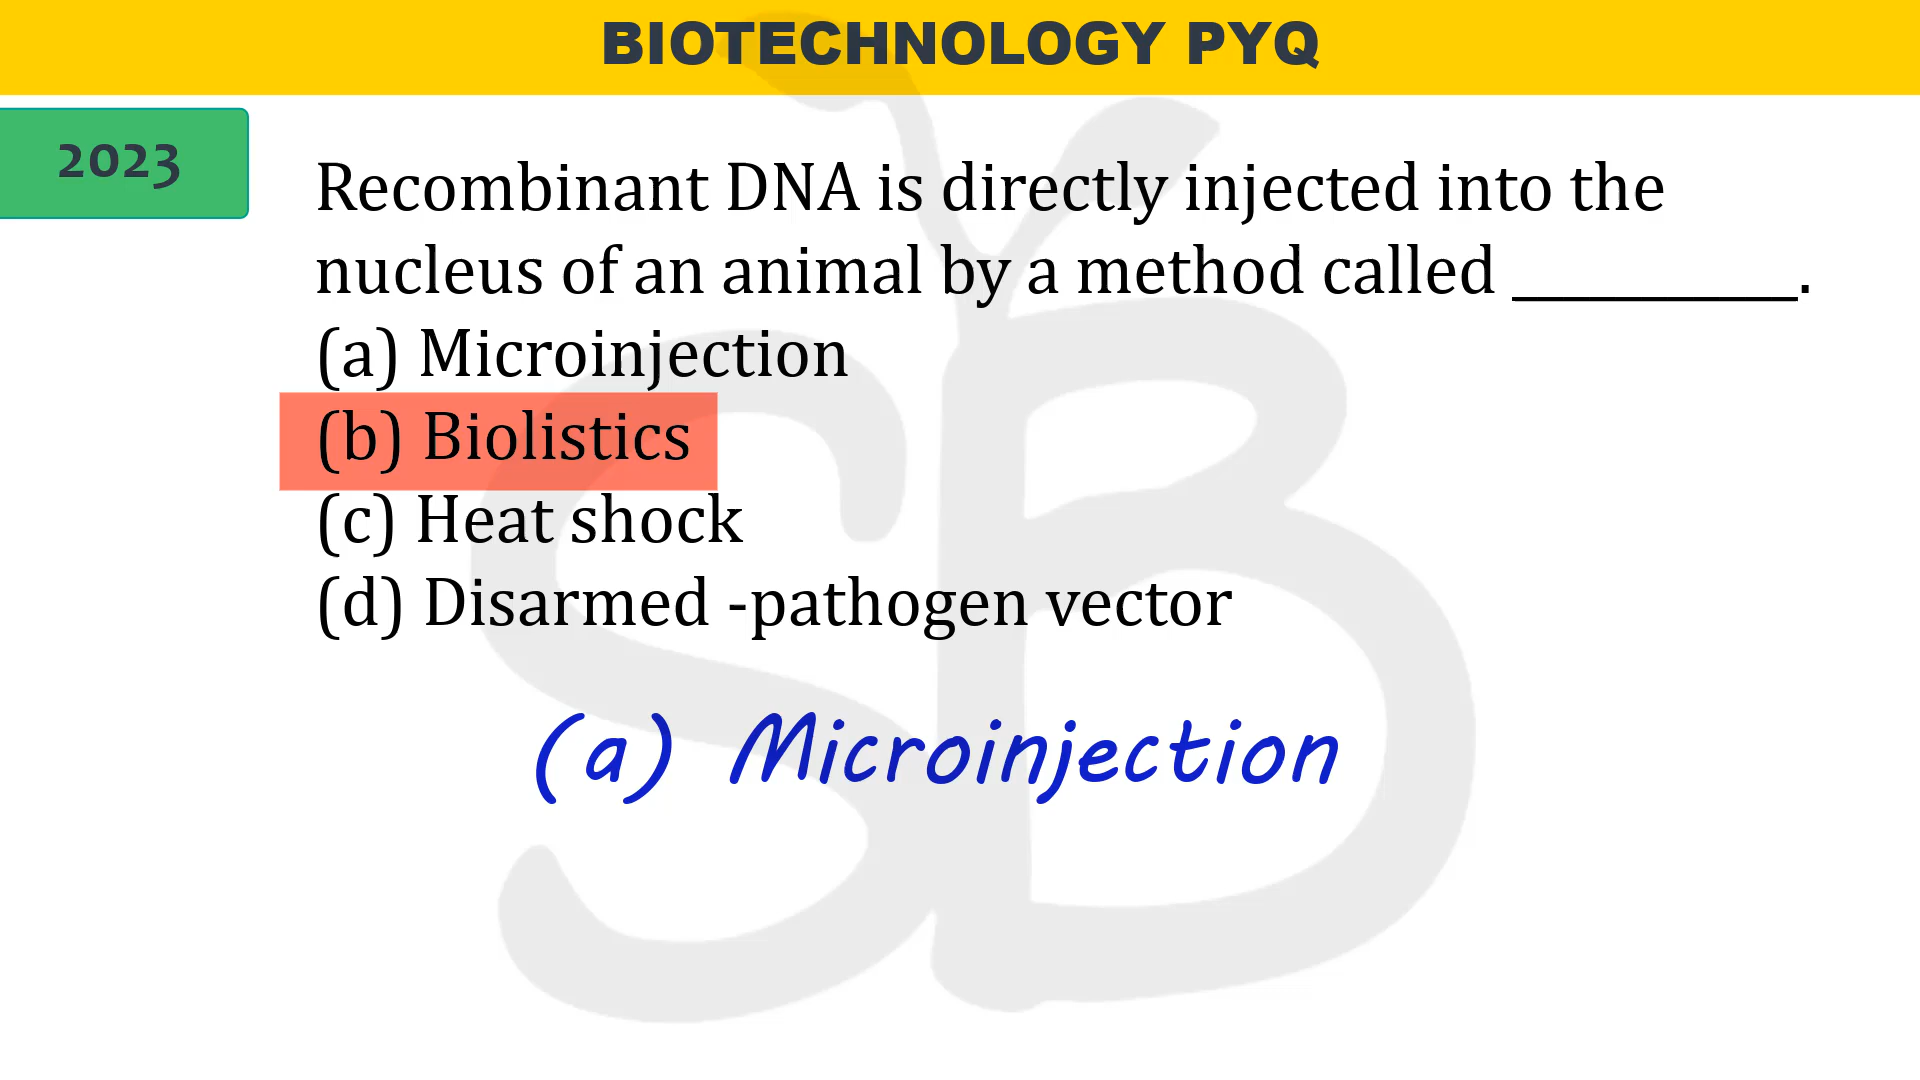 BIOTECHNOLOGY PYQ
2023
Recombinant DNA is directly injected into the
nucleus of an animal by a method called __________.
(a) Microinjection
(b) Biolistics
(c) Heat shock
(d) Disarmed -pathogen vector
(a) Microinjection